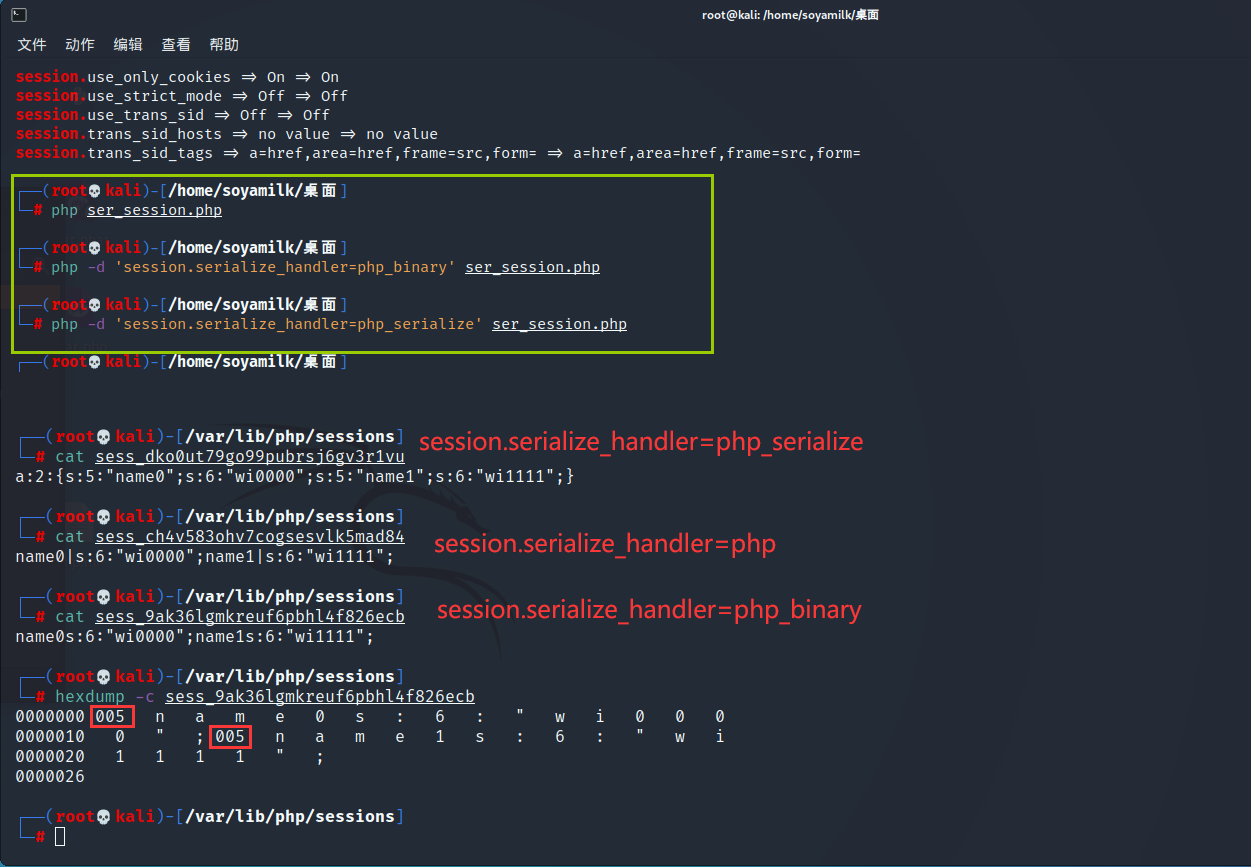 root@kali: /home/soyamilk/桌面
文件 动作 编辑 查看 帮助
session.use_only_cookies => On => On
session.use_strict_mode => Off => Off
session.use_trans_sid => Off => Off
session.trans_sid_hosts => no value => no value
session.trans_sid_tags => a=href,area=href,frame=src,form= => a=href,area=href,frame=src,form=
┌──(root💀kali)-[/home/soyamilk/桌面]
└─# php ser_session.php
┌──(root💀kali)-[/home/soyamilk/桌面]
└─# php -d 'session.serialize_handler=php_binary' ser_session.php
┌──(root💀kali)-[/home/soyamilk/桌面]
└─# php -d 'session.serialize_handler=php_serialize' ser_session.php
┌──(root💀kali)-[/home/soyamilk/桌面]
┌──(root💀kali)-[/var/lib/php/sessions] session.serialize_handler=php_serialize
└─# cat sess_dko0ut79go99pubrsj6gv3r1vu
a:2:{s:5:"name0";s:6:"wi0000";s:5:"name1";s:6:"wi1111";}
┌──(root💀kali)-[/var/lib/php/sessions]
└─# cat sess_ch4v583ohv7cogsesvlk5mad84 session.serialize_handler=php
name0|s:6:"wi0000";name1|s:6:"wi1111";
┌──(root💀kali)-[/var/lib/php/sessions] session.serialize_handler=php_binary
└─# cat sess_9ak36lgmkreuf6pbhl4f826ecb
name0s:6:"wi0000";name1s:6:"wi1111";
┌──(root💀kali)-[/var/lib/php/sessions]
└─# hexdump -c sess_9ak36lgmkreuf6pbhl4f826ecb
0000000 005 n a m e 0 s : 6 : " w i 0 0 0
0000010 0 " ; 005 n a m e 1 s : 6 : " w i
0000020 1 1 1 1 " ;
0000026
┌──(root💀kali)-[/var/lib/php/sessions]
└─#